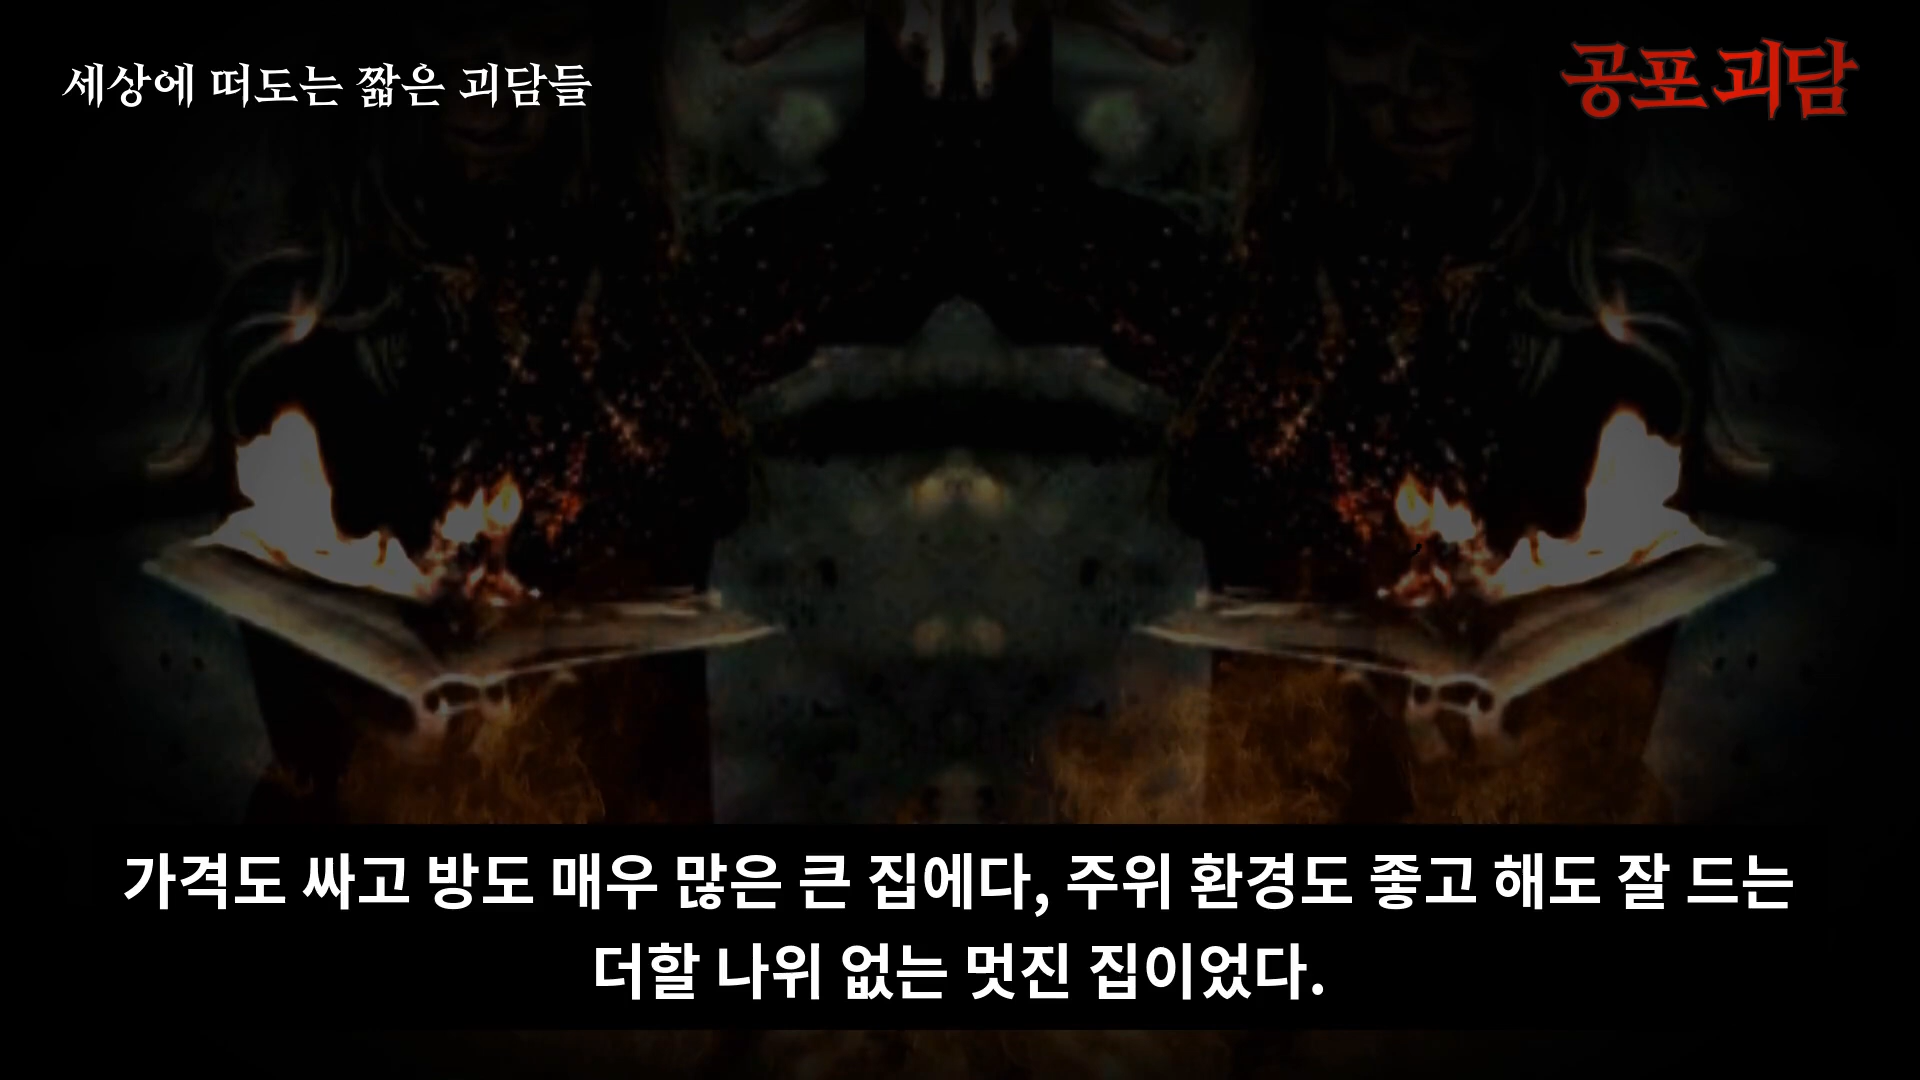 세상에 떠도는 짧은 괴담들
공포 괴담
가격도 싸고 방도 매우 많은 큰 집에다, 주위 환경도 좋고 해도 잘 드는
더할 나위 없는 멋진 집이었다.